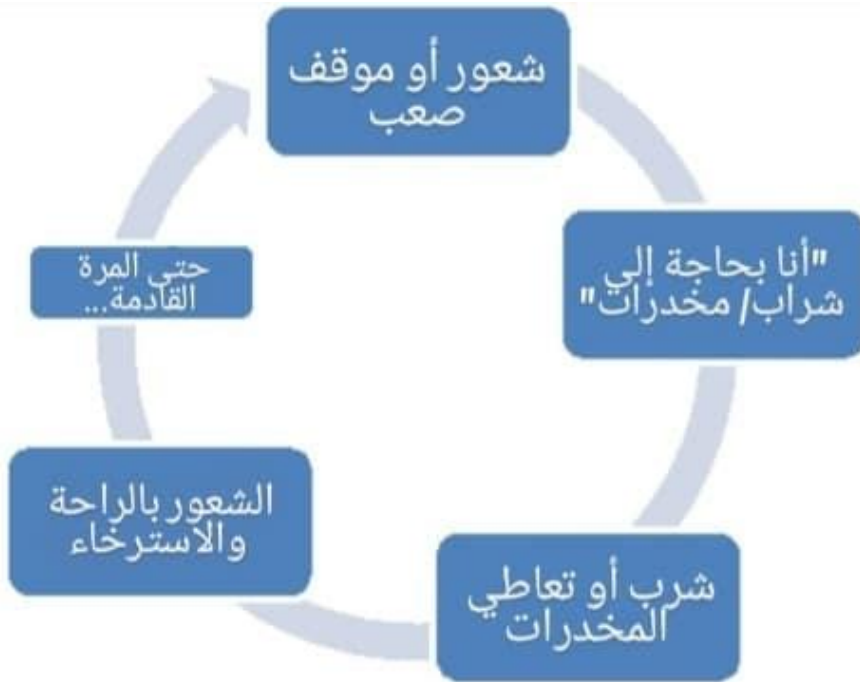 شعور أو موقف
صعب
"أنا بحاجة إلي
شراب/ مخدرات"
شرب أو تعاطي
المخدرات
الشعور بالراحة
والاسترخاء
حتى المرة
القادمة...